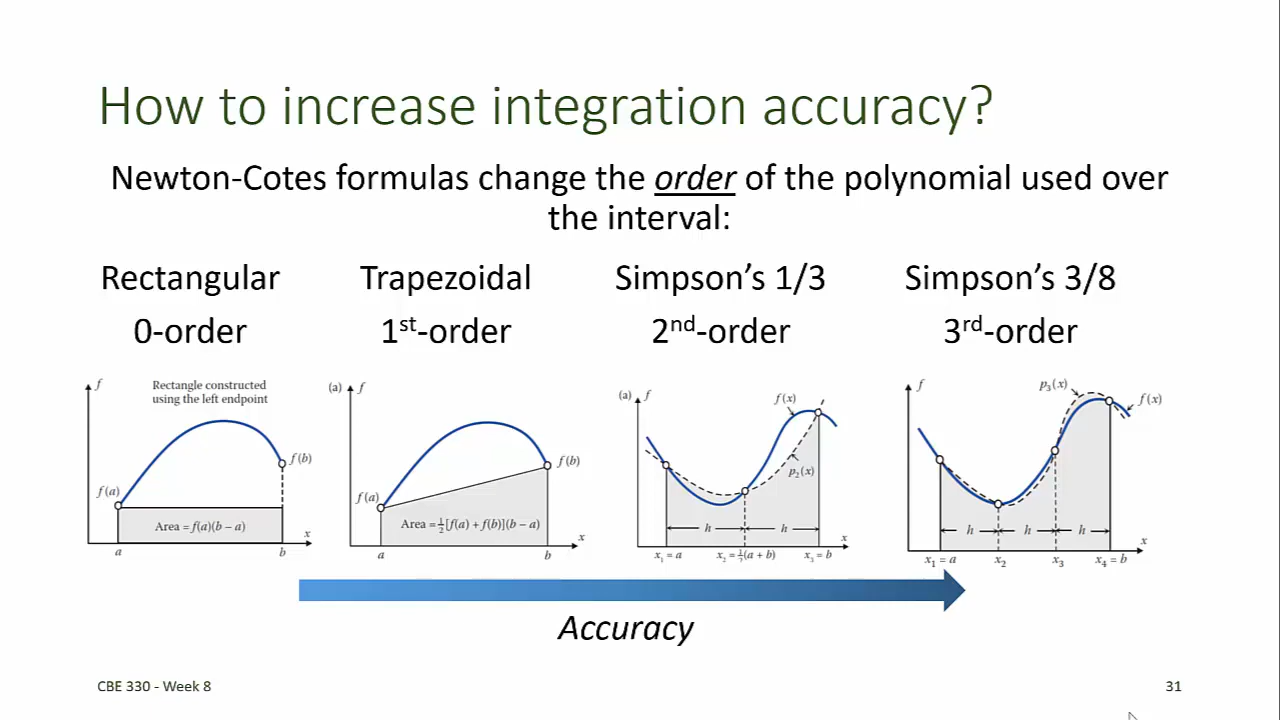 How to increase integration accuracy?
Newton-Cotes formulas change the order of the polynomial used over
the interval:
Rectangular
0-order
Trapezoidal
1st-order
Simpson's 1/3
2nd-order
Simpson's 3/8
3rd-order
f
Rectangle constructed
using the left endpoint
f(b)
f(a)
Area = f(a)(b – a)
x
a
b
(a)
f
f(b)
f(a)
Area = ½[f(a) + f(b)](b – a)
x
a
b
(a)
f
f(x)
p₂(x)
h
h
x
x₁ = a
(a + b)
x₃ = b
f
p₃(x)
f(x)
h
h
h
x
x₁ = a
x₂
x₃
x₄ = b
Accuracy
CBE 330 - Week 8
31